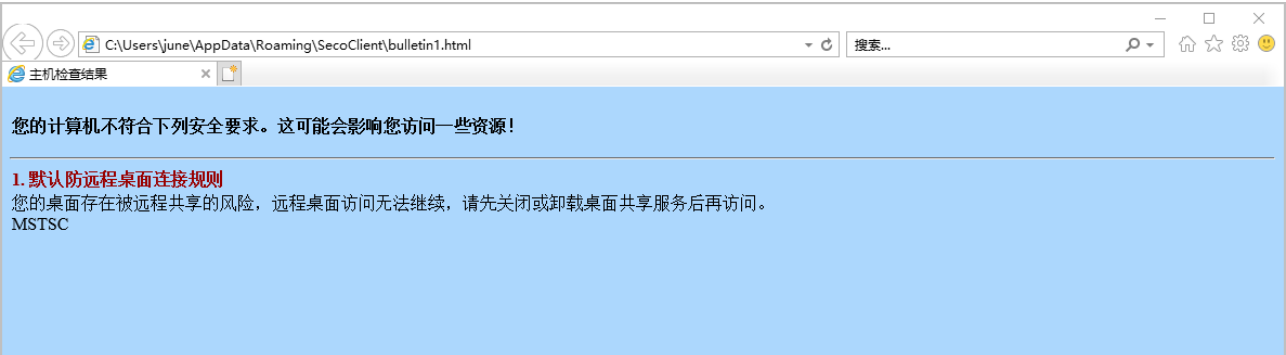 C:\Users\june\AppData\Roaming\SecoClient\bulletin1.html
搜索...
主机检查结果
您的计算机不符合下列安全要求。这可能会影响您访问一些资源！
1. 默认防远程桌面连接规则
您的桌面存在被远程共享的风险，远程桌面访问无法继续，请先关闭或卸载桌面共享服务后再访问。
MSTSC